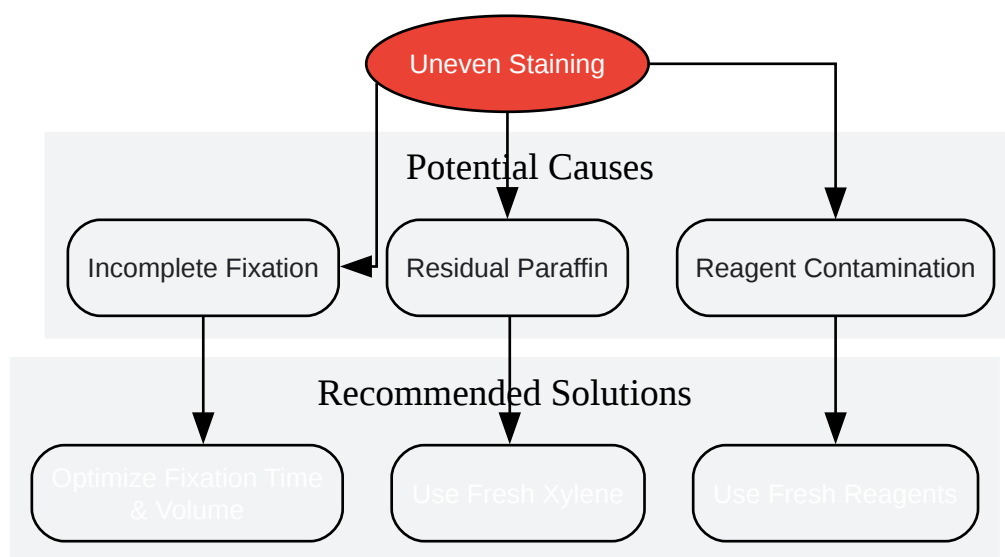 Uneven Staining
Potential Causes
Incomplete Fixation
Residual Paraffin
Reagent Contamination
Recommended Solutions
Optimize Fixation Time
& Volume
Use Fresh Xylene
Use Fresh Reagents